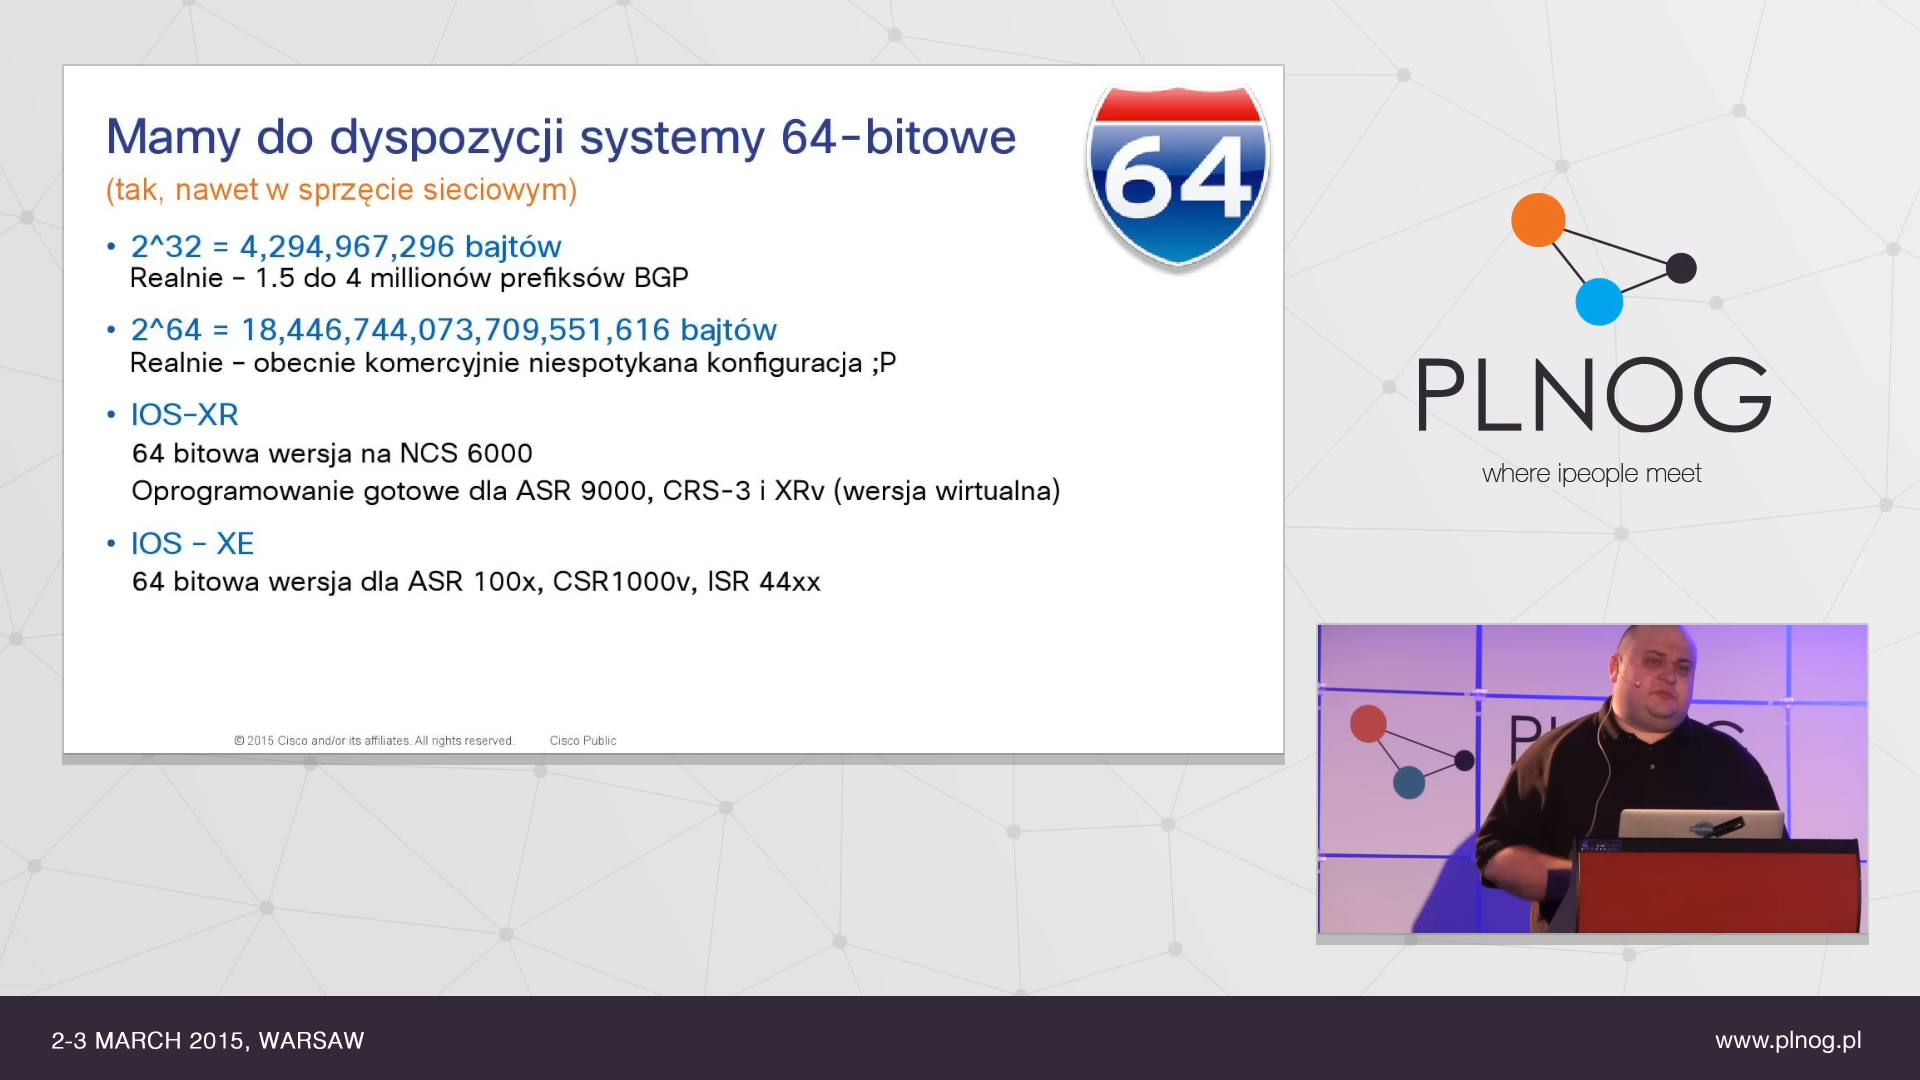 Mamy do dyspozycji systemy 64-bitowe
64
(tak, nawet w sprzęcie sieciowym)
• 2^32 = 4,294,967,296 bajtów
Realnie – 1.5 do 4 millionów prefiksów BGP
• 2^64 = 18,446,744,073,709,551,616 bajtów
Realnie – obecnie komercyjnie niespotykana konfiguracja ;P
• IOS-XR
64 bitowa wersja na NCS 6000
Oprogramowanie gotowe dla ASR 9000, CRS-3 i XRv (wersja wirtualna)
• IOS – XE
64 bitowa wersja dla ASR 100x, CSR1000v, ISR 44xx
© 2015 Cisco and/or its affiliates. All rights reserved. Cisco Public
PLNOG
where ipeople meet
2-3 MARCH 2015, WARSAW
www.plnog.pl